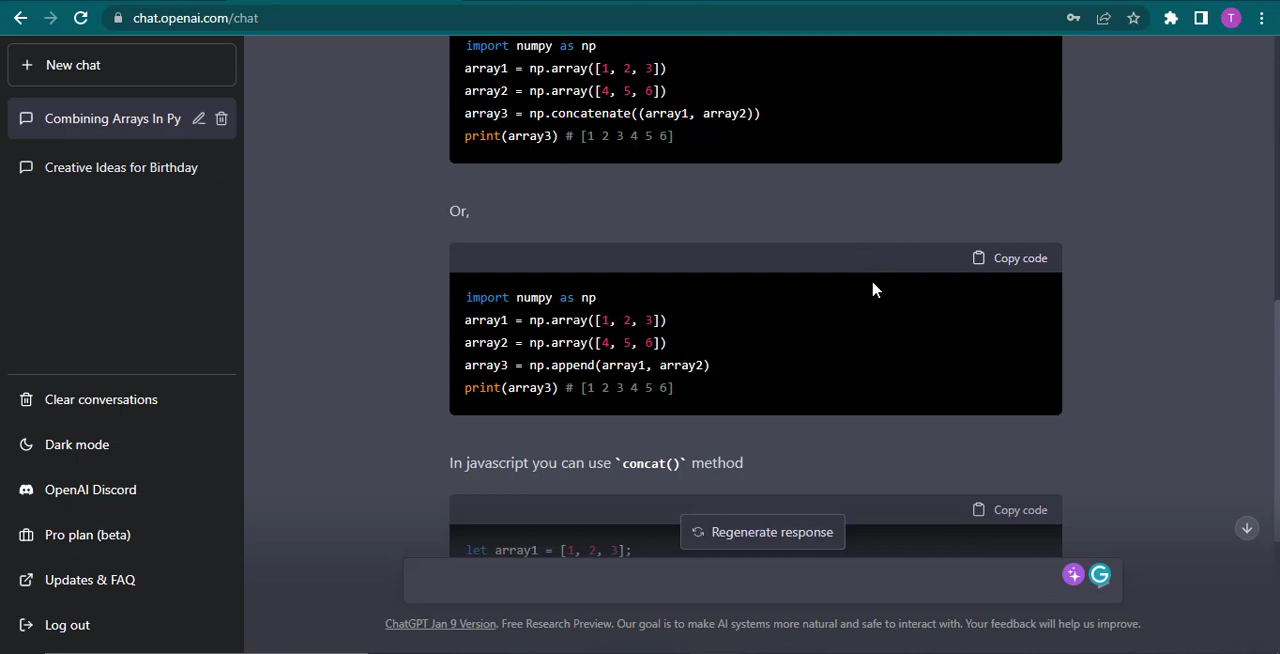 chat.openai.com/chat
T
New chat
Combining Arrays In Py
Creative Ideas for Birthday
Clear conversations
Dark mode
OpenAI Discord
Pro plan (beta)
Updates & FAQ
Log out
import numpy as np
array1 = np.array([1, 2, 3])
array2 = np.array([4, 5, 6])
array3 = np.concatenate((array1, array2))
print(array3) # [1 2 3 4 5 6]
Or,
Copy code
import numpy as np
array1 = np.array([1, 2, 3])
array2 = np.array([4, 5, 6])
array3 = np.append(array1, array2)
print(array3) # [1 2 3 4 5 6]
In javascript you can use `concat()` method
Copy code
let array1 = [1, 2, 3];
Regenerate response
G
ChatGPT Jan 9 Version. Free Research Preview. Our goal is to make AI systems more natural and safe to interact with. Your feedback will help us improve.